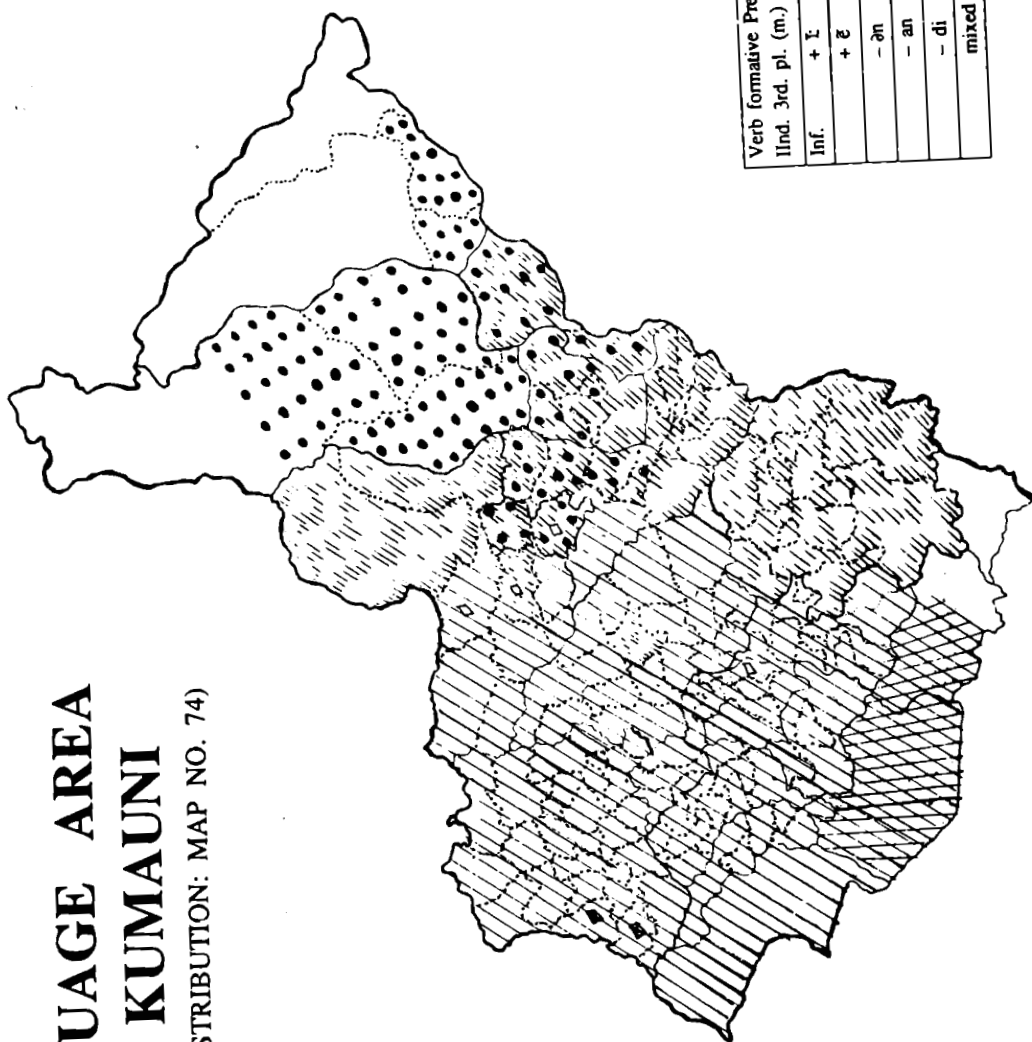 UAGE AREA
KUMAUNI
STRIBUTION: MAP NO. 74)
Verb formative Pre
IInd. 3rd. pl. (m.)
Inf. + ī
+ ē
- ən
- an
- di
mixed